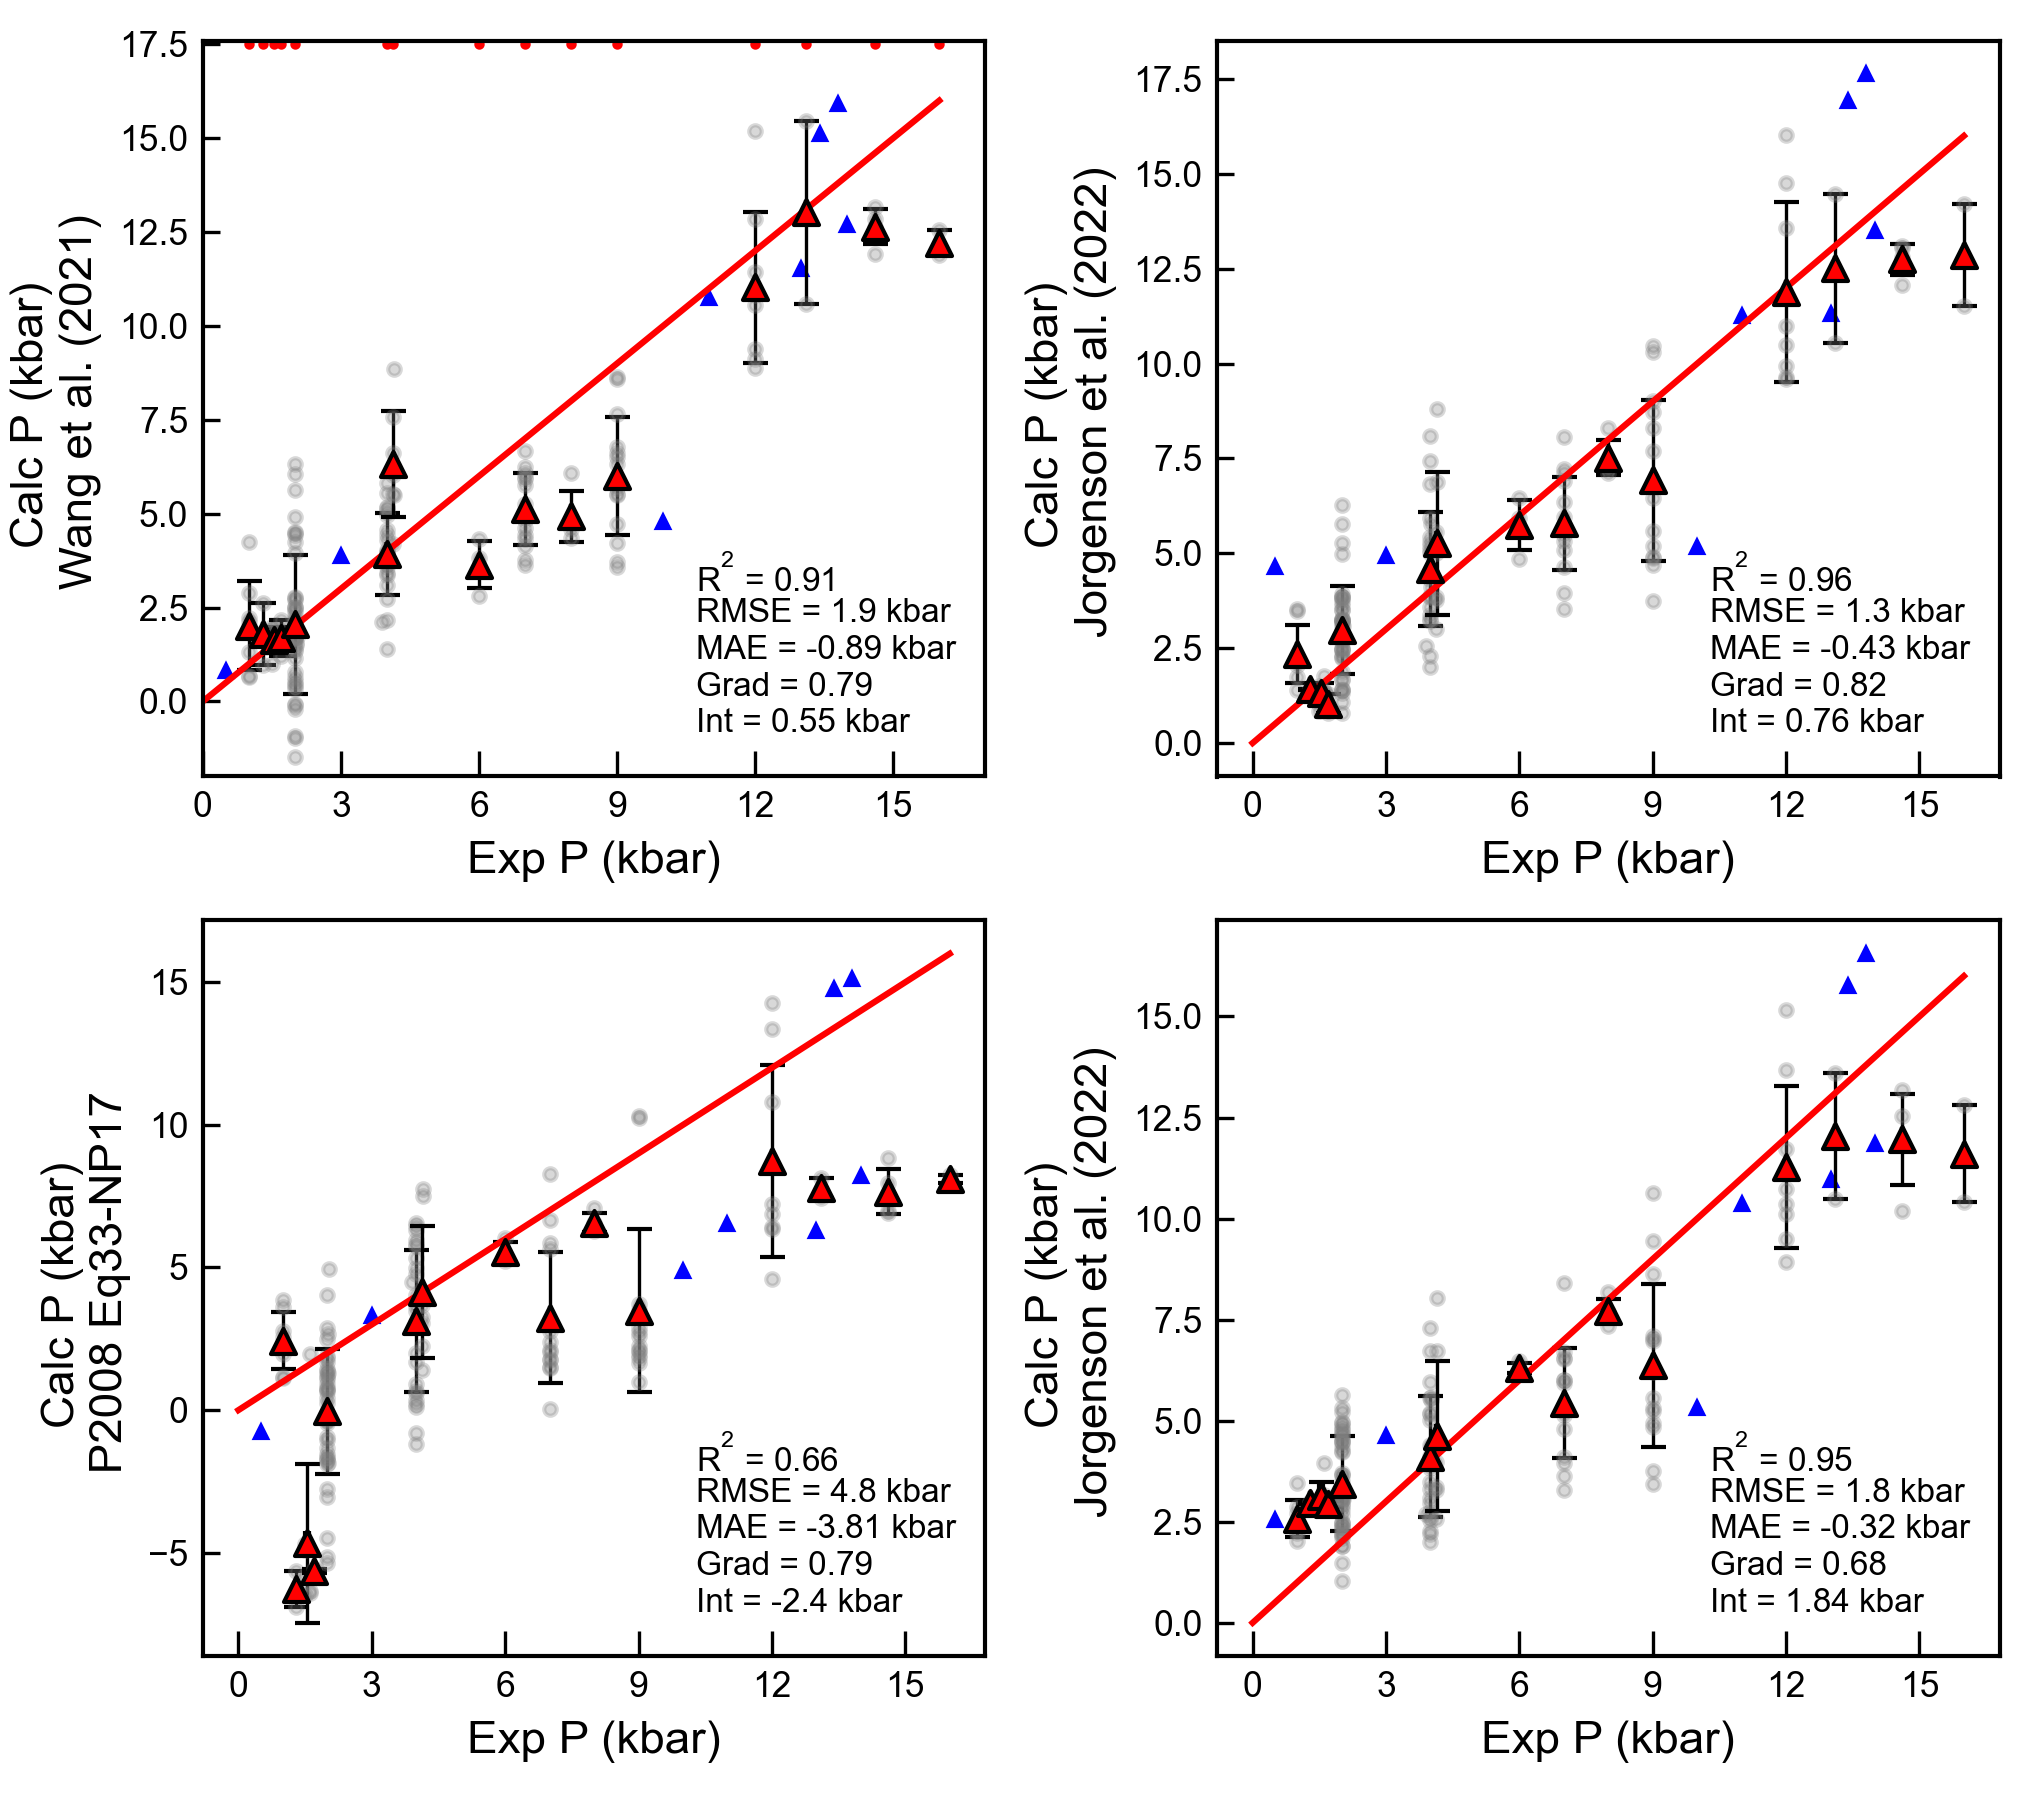 17.5
15.0
12.5
10.0
7.5
5.0
2.5
0.0
Calc P (kbar)
Wang et al. (2021)
R2 = 0.91
RMSE = 1.9 kbar
MAE = -0.89 kbar
Grad = 0.79
Int = 0.55 kbar
0 3 6 9 12 15
Exp P (kbar)
17.5
15.0
12.5
10.0
7.5
5.0
2.5
0.0
Calc P (kbar)
Jorgenson et al. (2022)
R2 = 0.96
RMSE = 1.3 kbar
MAE = -0.43 kbar
Grad = 0.82
Int = 0.76 kbar
0 3 6 9 12 15
Exp P (kbar)
15
10
5
0
−5
Calc P (kbar)
P2008 Eq33-NP17
R2 = 0.66
RMSE = 4.8 kbar
MAE = -3.81 kbar
Grad = 0.79
Int = -2.4 kbar
0 3 6 9 12 15
Exp P (kbar)
15.0
12.5
10.0
7.5
5.0
2.5
0.0
Calc P (kbar)
Jorgenson et al. (2022)
R2 = 0.95
RMSE = 1.8 kbar
MAE = -0.32 kbar
Grad = 0.68
Int = 1.84 kbar
0 3 6 9 12 15
Exp P (kbar)